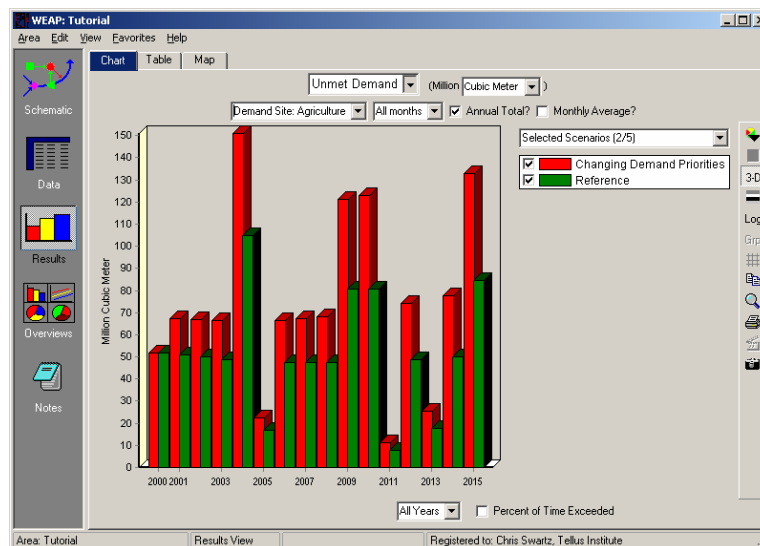 WEAP: Tutorial
Area Edit View Favorites Help
Chart Table Map
Unmet Demand (Million Cubic Meter )
Demand Site: Agriculture All months Annual Total? Monthly Average?
Selected Scenarios (2/5)
Changing Demand Priorities
Reference
Schematic
Data
Results
Overviews
Notes
3-D
Log
Grp
Million Cubic Meter
150
140
130
120
110
100
90
80
70
60
50
40
30
20
10
0
2000 2001 2003 2005 2007 2009 2011 2013 2015
All Years Percent of Time Exceeded
Area: Tutorial Results View Registered to: Chris Swartz, Tellus Institute